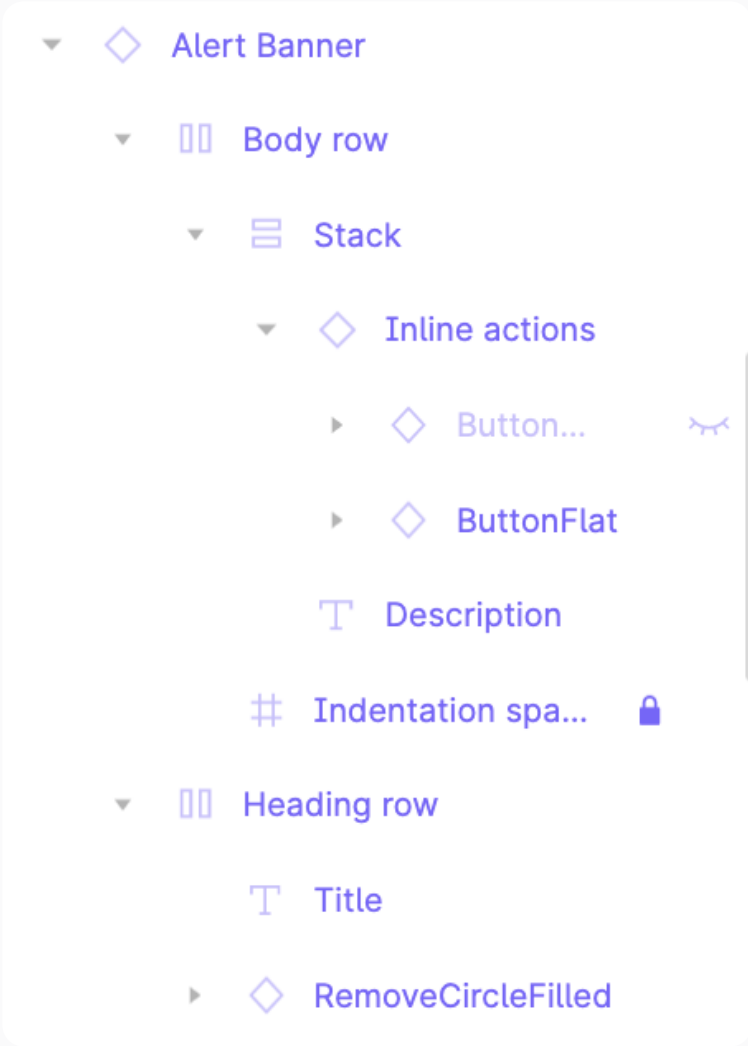 Alert Banner
Body row
Stack
Inline actions
Button...
ButtonFlat
Description
Indentation spa...
Heading row
Title
RemoveCircleFilled